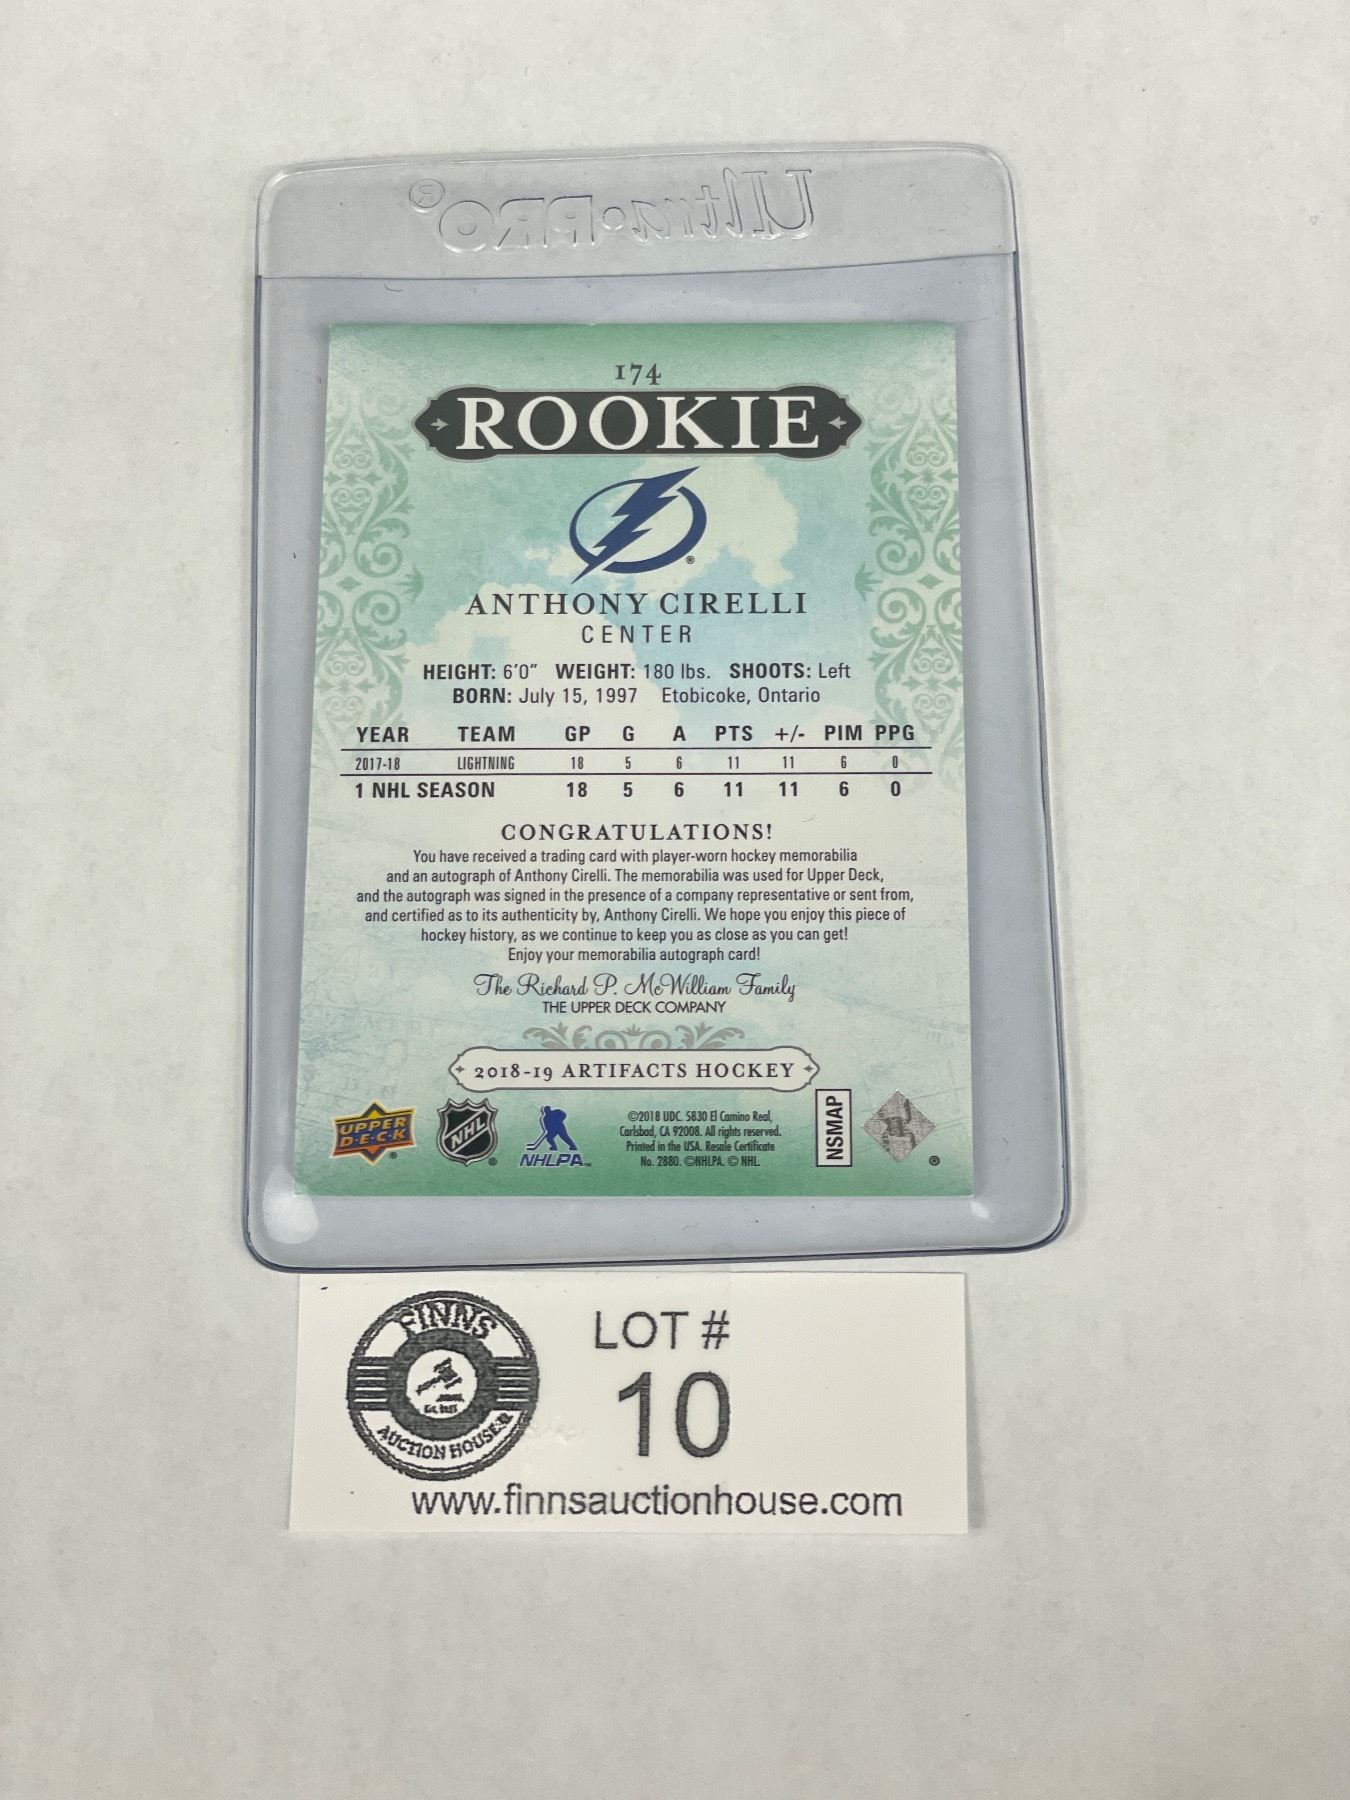 Ultra•PRO®
174
ROOKIE
®
ANTHONY CIRELLI
CENTER
HEIGHT: 6'0" WEIGHT: 180 lbs. SHOOTS: Left
BORN: July 15, 1997 Etobicoke, Ontario
YEAR TEAM GP G A PTS +/- PIM PPG
2017-18 LIGHTNING 18 5 6 11 11 6 0
1 NHL SEASON 18 5 6 11 11 6 0
CONGRATULATIONS!
You have received a trading card with player-worn hockey memorabilia
and an autograph of Anthony Cirelli. The memorabilia was used for Upper Deck,
and the autograph was signed in the presence of a company representative or sent from,
and certified as to its authenticity by, Anthony Cirelli. We hope you enjoy this piece of
hockey history, as we continue to keep you as close as you can get!
Enjoy your memorabilia autograph card!
The Richard P. McWilliam Family
THE UPPER DECK COMPANY
2018-19 ARTIFACTS HOCKEY
UPPER
D·E·C·K
®
NHL
®
NHLPA™
©2018 UDC. 5830 El Camino Real,
Carlsbad, CA 92008. All rights reserved.
Printed in the USA. Resale Certificate
No. 2880. ©NHLPA. © NHL.
NSMAP
®
FINNS
AUCTION HOUSE
LOT #
10
www.finnsauctionhouse.com